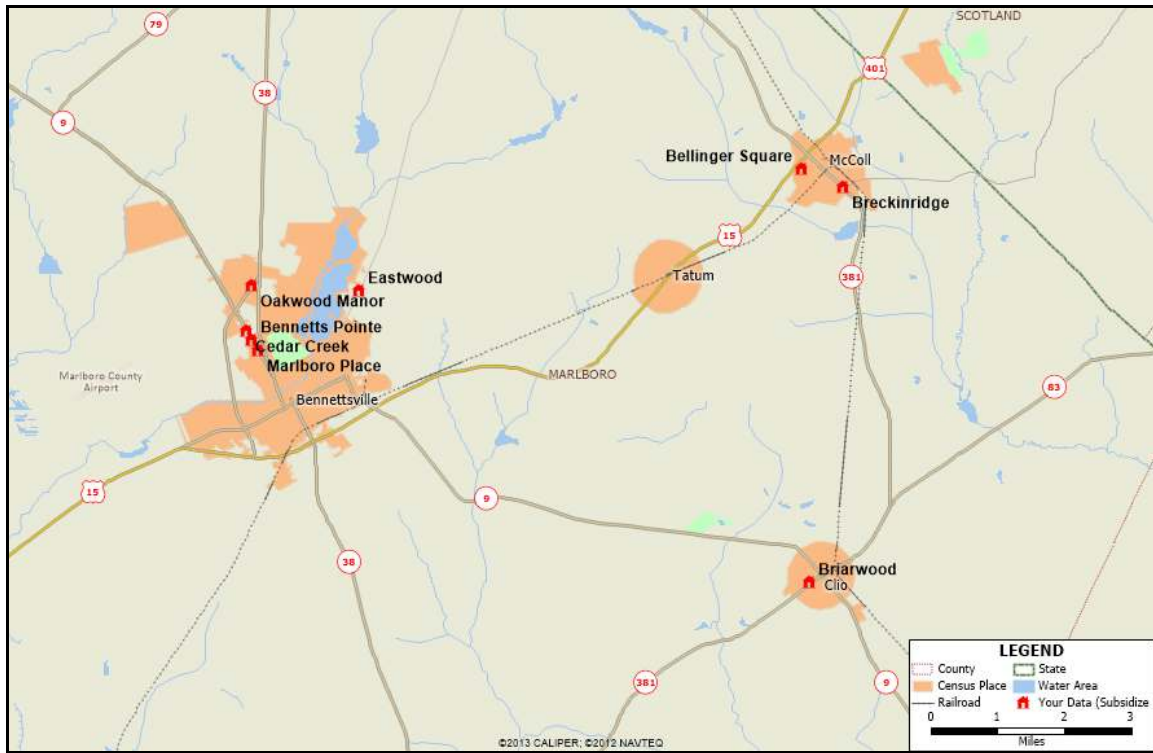 SCOTLAND
79
38
401
9
Bellinger Square
McColl
Breckinridge
15
Eastwood
Tatum
381
Oakwood Manor
Bennetts Pointe
Cedar Creek
Marlboro Place
Marlboro County
Airport
MARLBORO
83
Bennettsville
15
9
38
Briarwood
Clio
381
9
LEGEND
County
State
Census Place
Water Area
Railroad
Your Data (Subsidize
0 1 2 3
Miles
©2013 CALIPER; ©2012 NAVTEQ